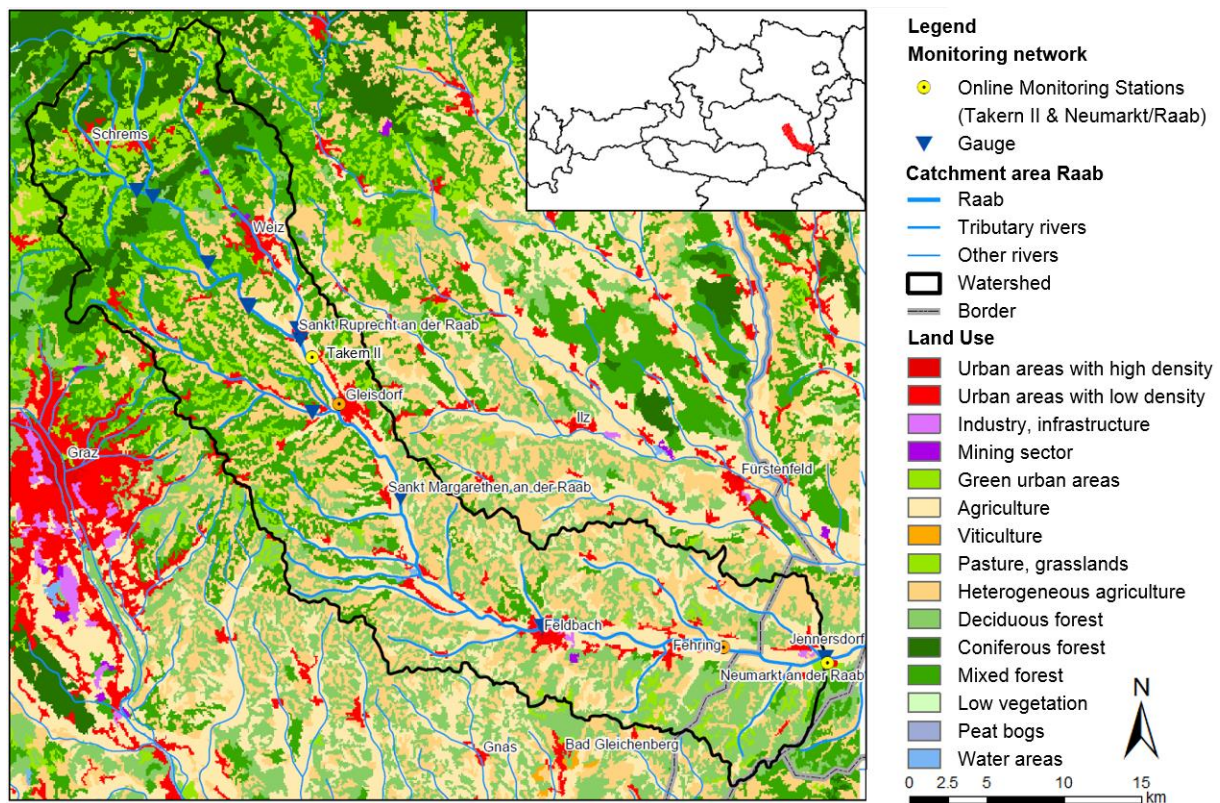 Schrems
Weiz
Sankt Ruprecht an der Raab
Takern II
Gleisdorf
Ilz
Graz
Fürstenfeld
Sankt Margarethen an der Raab
Feldbach
Fehring
Jennersdorf
Neumarkt an der Raab
Gnas
Bad Gleichenberg
Legend
Monitoring network
Online Monitoring Stations
(Takern II & Neumarkt/Raab)
Gauge
Catchment area Raab
Raab
Tributary rivers
Other rivers
Watershed
Border
Land Use
Urban areas with high density
Urban areas with low density
Industry, infrastructure
Mining sector
Green urban areas
Agriculture
Viticulture
Pasture, grasslands
Heterogeneous agriculture
Deciduous forest
Coniferous forest
Mixed forest
Low vegetation
Peat bogs
Water areas
N
0 2.5 5 10 15
km